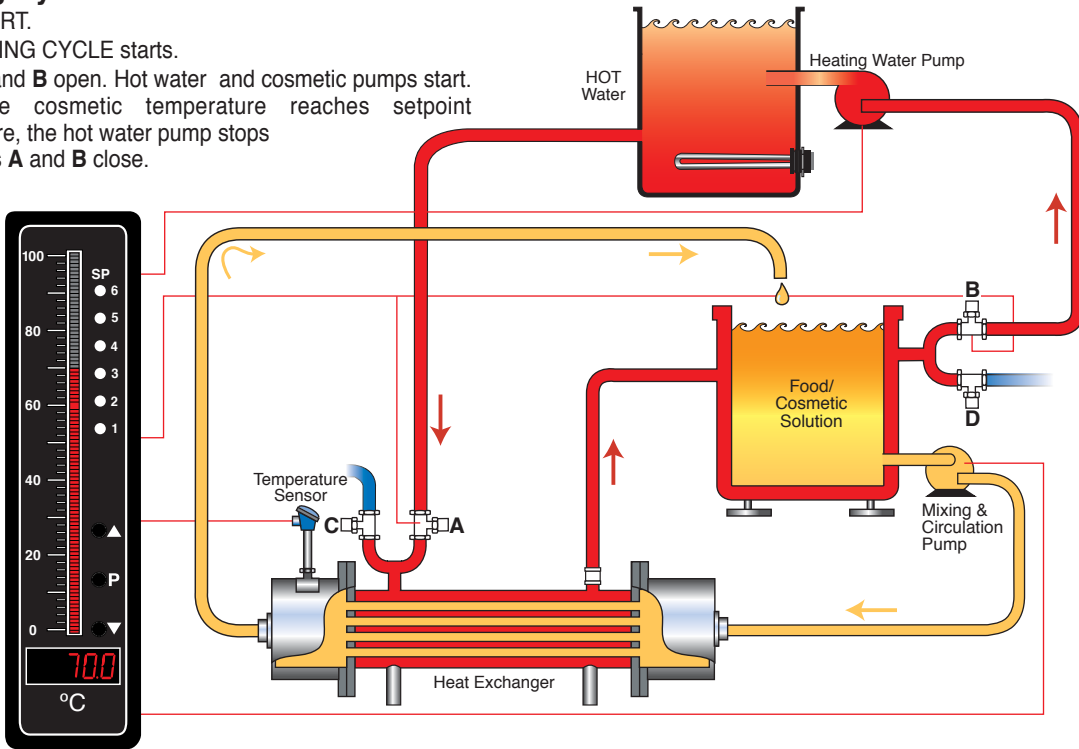 RT.
ING CYCLE starts.
and B open. Hot water and cosmetic pumps start.
cosmetic temperature reaches setpoint
re, the hot water pump stops
A and B close.
HOT
Water
Heating Water Pump
100
80
60
40
20
0
SP
6
5
4
3
2
1
P
70.0
ºC
B
D
Food/
Cosmetic
Solution
Mixing &
Circulation
Pump
Temperature
Sensor
C
A
Heat Exchanger